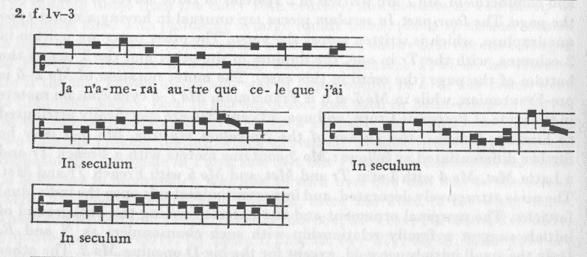 2. f. 1v–3
Ja n'a-me-rai au-tre que ce-le que j'ai
In seculum
In seculum
In seculum